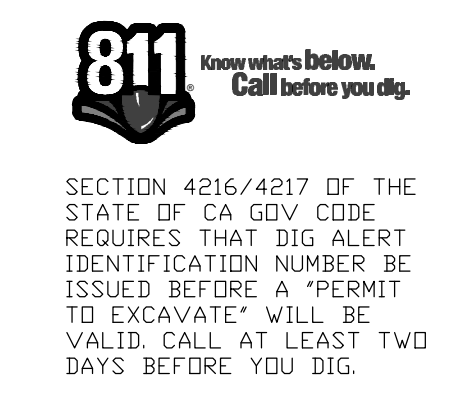 811®
Know what's below.
Call before you dig.
SECTION 4216/4217 OF THE
STATE OF CA GOV CODE
REQUIRES THAT DIG ALERT
IDENTIFICATION NUMBER BE
ISSUED BEFORE A "PERMIT
TO EXCAVATE" WILL BE
VALID. CALL AT LEAST TWO
DAYS BEFORE YOU DIG.